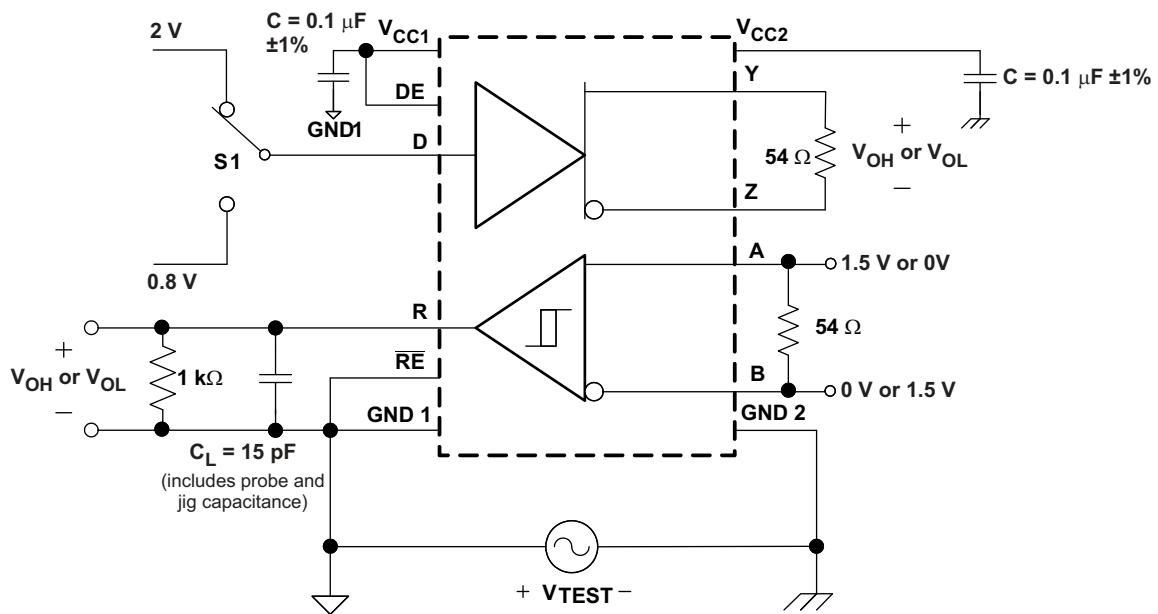 2 V
C = 0.1 μF
±1%
VCC1
VCC2
C = 0.1 μF ±1%
DE
GND1
Y
S1
D
54 Ω
+
VOH or VOL
−
Z
0.8 V
A
1.5 V or 0V
R
54 Ω
+
VOH or VOL
−
1 kΩ
RE
B
0 V or 1.5 V
GND 1
GND 2
CL = 15 pF
(includes probe and
jig capacitance)
+ VTEST −